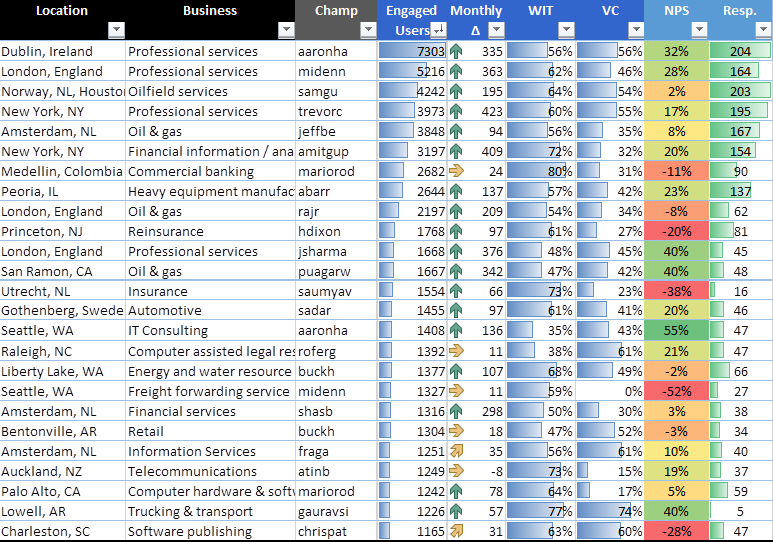 Location Business Champ Engaged Users Monthly Δ WIT VC NPS Resp.
Dublin, Ireland Professional services aaronha 7303 335 56% 56% 32% 204
London, England Professional services midenn 5216 363 62% 46% 28% 164
Norway, NL, Houston Oilfield services samgu 4242 195 64% 54% 2% 203
New York, NY Professional services trevorc 3973 423 60% 55% 17% 195
Amsterdam, NL Oil & gas jeffbe 3848 94 56% 35% 8% 167
New York, NY Financial information / ana amitgup 3197 409 72% 32% 20% 154
Medellin, Colombia Commercial banking mariorod 2682 24 80% 31% -11% 90
Peoria, IL Heavy equipment manufac abarr 2644 137 57% 42% 23% 137
London, England Oil & gas rajr 2197 209 54% 34% -8% 62
Princeton, NJ Reinsurance hdixon 1768 97 61% 27% -20% 81
London, England Professional services jsharma 1668 376 48% 45% 40% 45
San Ramon, CA Oil & gas puagarw 1667 342 47% 42% 40% 48
Utrecht, NL Insurance saumyav 1554 66 73% 23% -38% 16
Gothenberg, Swede Automotive sadar 1455 97 61% 41% 20% 46
Seattle, WA IT Consulting aaronha 1408 136 35% 43% 55% 47
Raleigh, NC Computer assisted legal res roferg 1392 11 38% 61% 21% 47
Liberty Lake, WA Energy and water resource buckh 1377 107 68% 49% -2% 66
Seattle, WA Freight forwarding service midenn 1327 11 59% 0% -52% 27
Amsterdam, NL Financial services shasb 1316 298 50% 30% 3% 38
Bentonville, AR Retail buckh 1304 18 47% 52% -3% 34
Amsterdam, NL Information Services fraga 1251 35 56% 61% 10% 40
Auckland, NZ Telecommunications atinb 1249 -8 73% 15% 19% 37
Palo Alto, CA Computer hardware & softw mariorod 1242 78 64% 17% 5% 59
Lowell, AR Trucking & transport gauravsi 1226 57 77% 74% 40% 5
Charleston, SC Software publishing chrispat 1165 31 63% 60% -28% 47